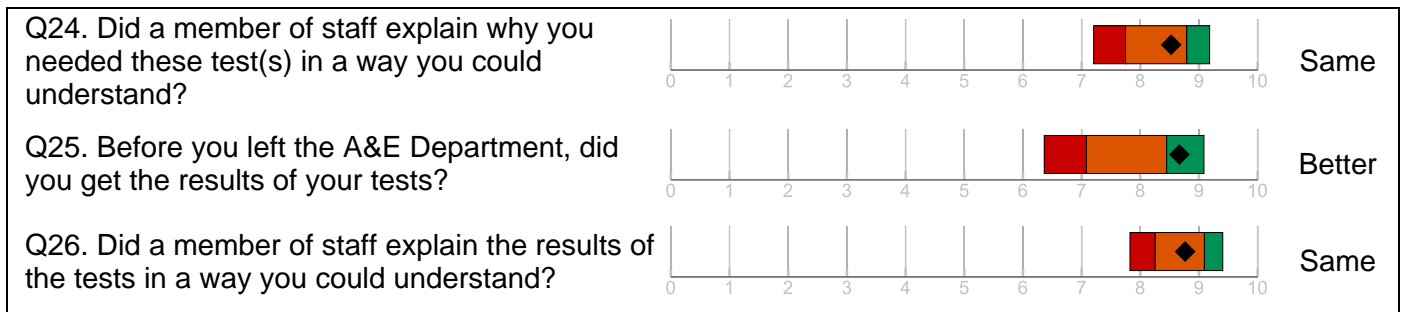 Q24. Did a member of staff explain why you
needed these test(s) in a way you could
understand?
0 1 2 3 4 5 6 7 8 9 10
Same
Q25. Before you left the A&E Department, did
you get the results of your tests?
0 1 2 3 4 5 6 7 8 9 10
Better
Q26. Did a member of staff explain the results of
the tests in a way you could understand?
0 1 2 3 4 5 6 7 8 9 10
Same